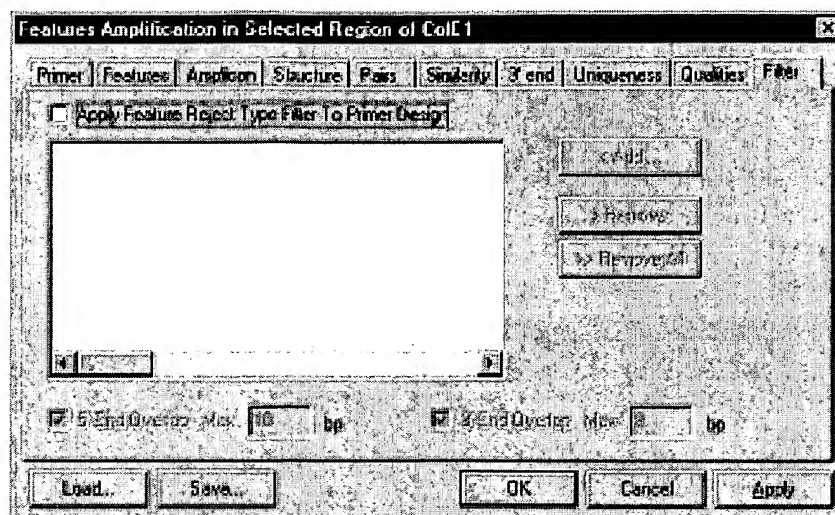 Features Amplification in Selected Region of ColE1
Primer Features Amplicon Structure Pairs Similarity 3' end Uniqueness Qualities Filter
Apply Feature Reject Type Filter To Primer Design
< Add...
> Remove
>> Remove All
5' End Overlap Max. 10 bp 3' End Overlap Max. bp
Load... Save... OK Cancel Apply